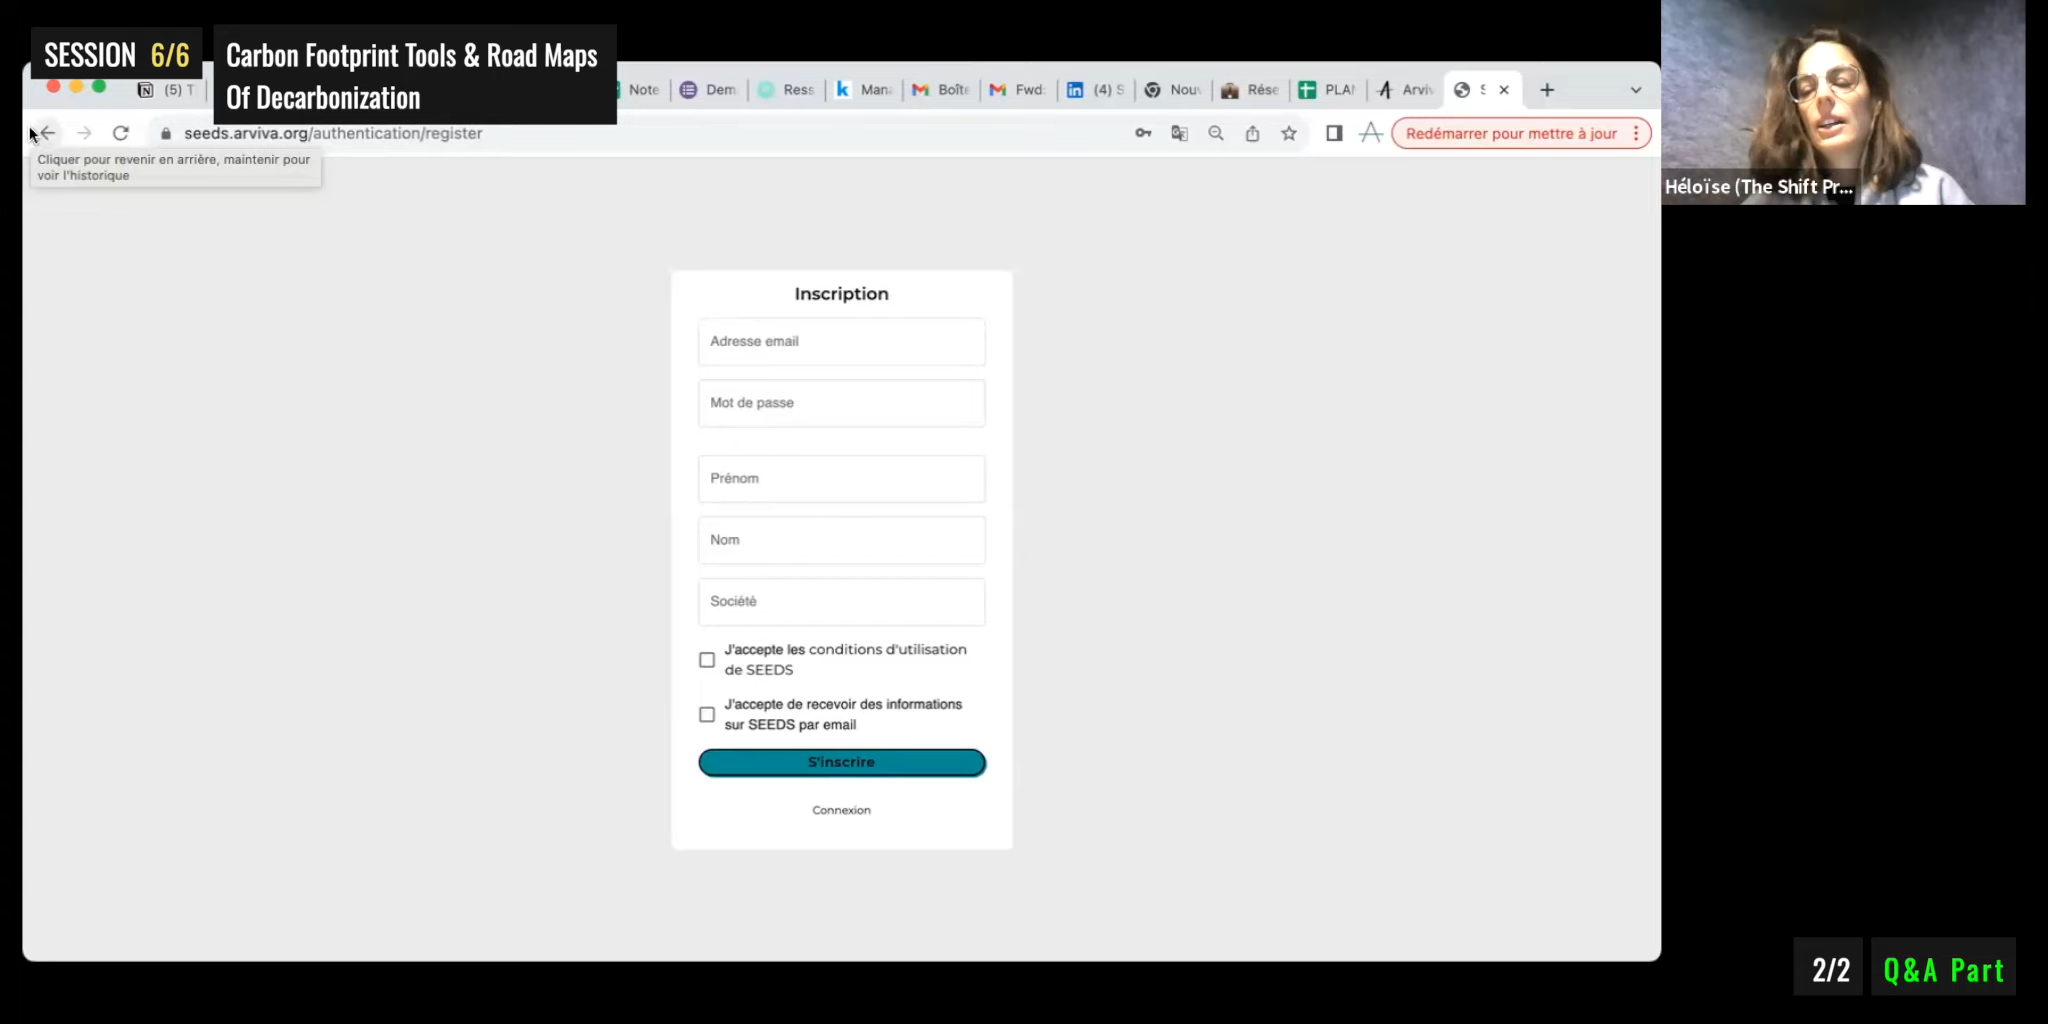 SESSION 6/6
Carbon Footprint Tools & Road Maps
Of Decarbonization
(5) T
Note
Dem
Ress
Man
Boîte
Fwd:
(4) S
Nou
Rése
PLAN
Arviv
S
seeds.arviva.org/authentication/register
Redémarrer pour mettre à jour
Cliquer pour revenir en arrière, maintenir pour
voir l'historique
Héloïse (The Shift Pr...
Inscription
Adresse email
Mot de passe
Prénom
Nom
Société
J'accepte les conditions d'utilisation
de SEEDS
J'accepte de recevoir des informations
sur SEEDS par email
S'inscrire
Connexion
2/2
Q&A Part